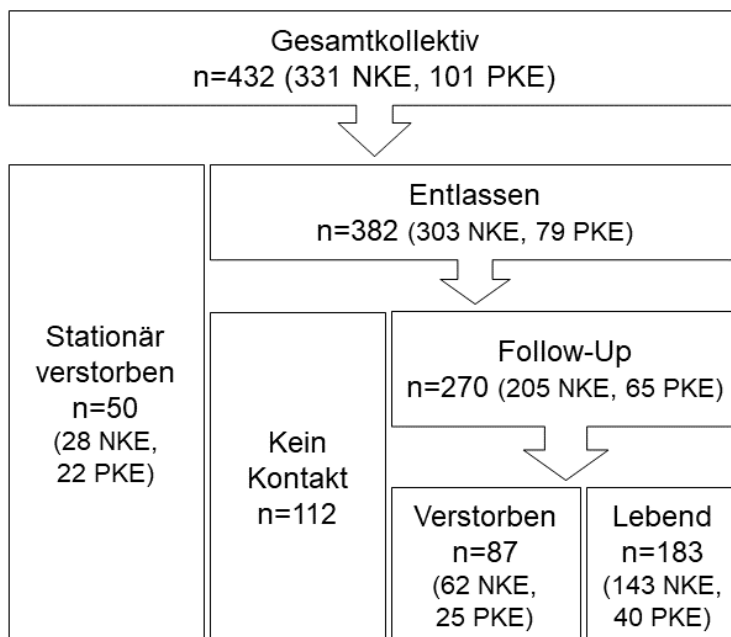 Gesamtkollektiv
n=432 (331 NKE, 101 PKE)
Entlassen
n=382 (303 NKE, 79 PKE)
Stationär
verstorben
n=50
(28 NKE,
22 PKE)
Kein
Kontakt
n=112
Follow-Up
n=270 (205 NKE, 65 PKE)
Verstorben
n=87
(62 NKE,
25 PKE)
Lebend
n=183
(143 NKE,
40 PKE)